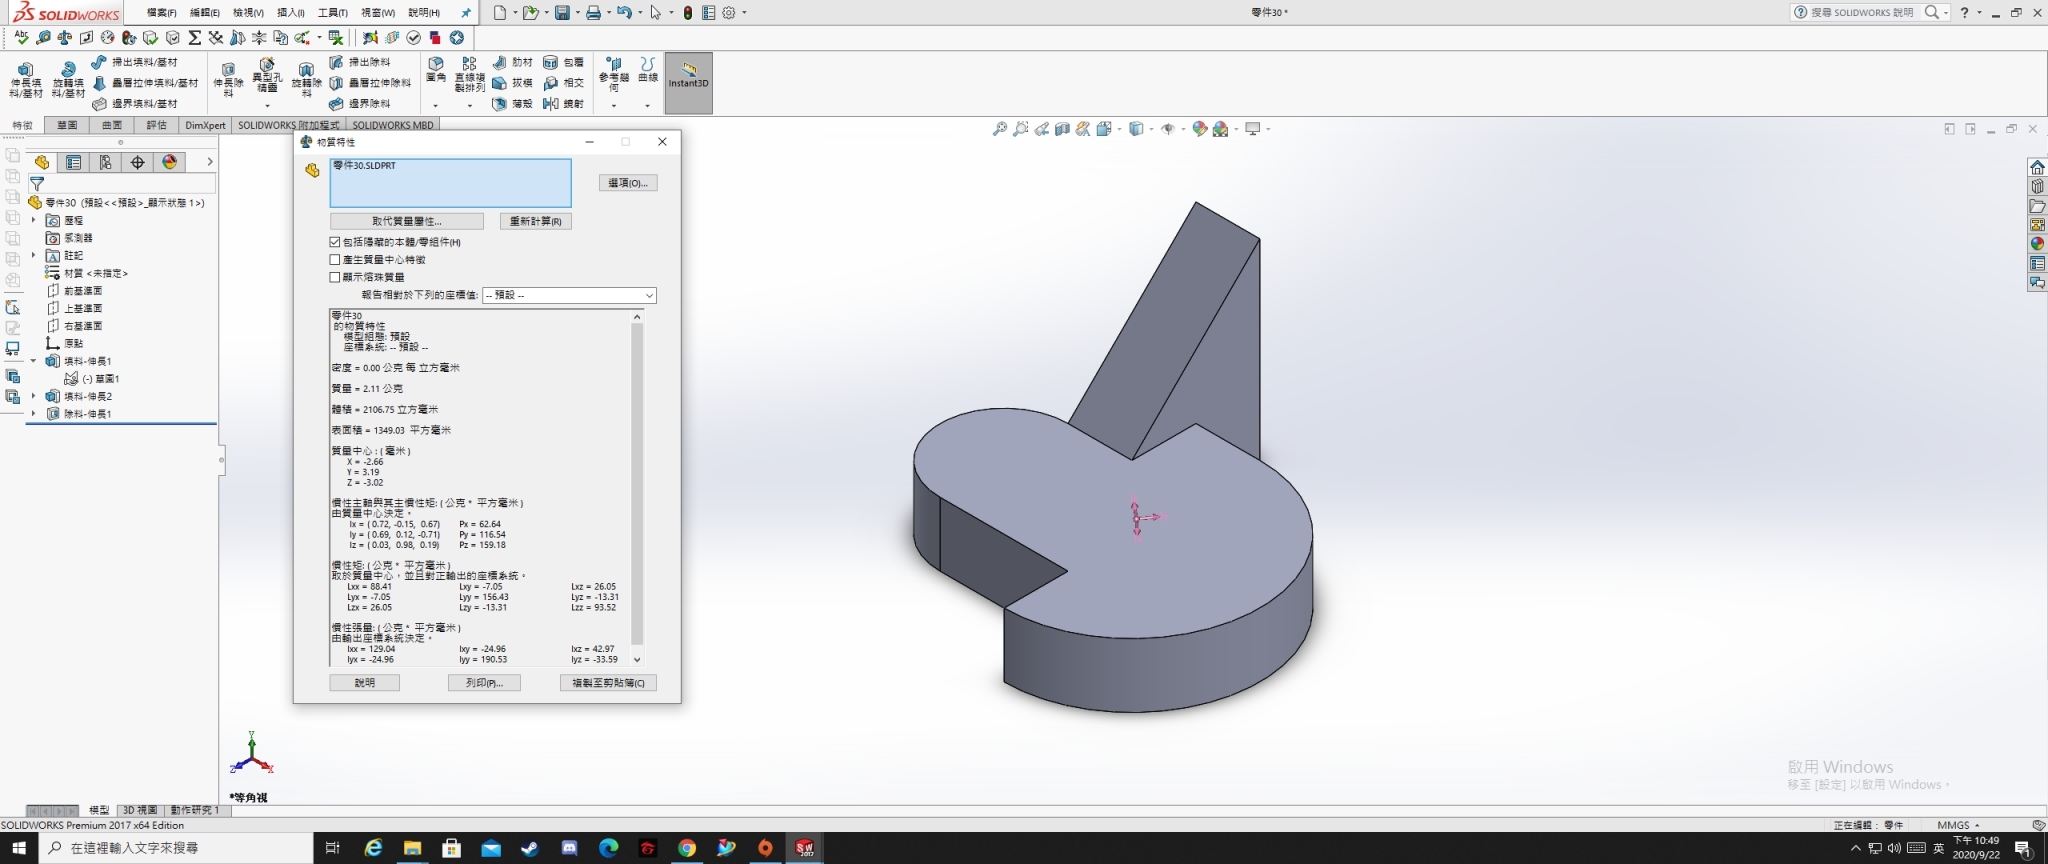 SOLIDWORKS 檔案(F) 編輯(E) 檢視(V) 插入(I) 工具(T) 視窗(W) 說明(H) 零件30 * 搜尋 SOLIDWORKS 說明
伸長填料/基材 旋轉填料/基材 掃出填料/基材 疊層拉伸填料/基材 邊界填料/基材
伸長除料 異型孔精靈 旋轉除料 掃出除料 疊層拉伸除料 邊界除料
圓角 直線複製排列 肋材 拔模 薄殼 包覆 相交 鏡射 參考幾何 曲線 Instant3D
特徵 草圖 曲面 評估 DimXpert SOLIDWORKS 附加程式 SOLIDWORKS MBD
零件30 (預設<<預設>_顯示狀態 1>)
歷程
感測器
註記
材質 <未指定>
前基準面
上基準面
右基準面
原點
填料-伸長1
(-) 草圖1
填料-伸長2
除料-伸長1
物質特性
零件30.SLDPRT
選項(O)...
取代質量屬性... 重新計算(R)
包括隱藏的本體/零組件(H)
產生質量中心特徵
顯示熔珠質量
報告相對於下列的座標值: -- 預設 --
零件30
的物質特性
模型組態: 預設
座標系統: -- 預設 --
密度 = 0.00 公克 每 立方毫米
質量 = 2.11 公克
體積 = 2106.75 立方毫米
表面積 = 1349.03 平方毫米
質量中心 : ( 毫米 )
X = -2.66
Y = 3.19
Z = -3.02
慣性主軸與其主慣性矩: ( 公克 * 平方毫米 )
由質量中心決定。
Ix = ( 0.72, -0.15, 0.67) Px = 62.64
Iy = ( 0.69, 0.12, -0.71) Py = 116.54
Iz = ( 0.03, 0.98, 0.19) Pz = 159.18
慣性矩: ( 公克 * 平方毫米 )
取於質量中心，並且對正輸出的座標系統。
Lxx = 88.41 Lxy = -7.05 Lxz = 26.05
Lyx = -7.05 Lyy = 156.43 Lyz = -13.31
Lzx = 26.05 Lzy = -13.31 Lzz = 93.52
慣性張量: ( 公克 * 平方毫米 )
由輸出座標系統決定。
Ixx = 129.04 Ixy = -24.96 Ixz = 42.97
Iyx = -24.96 Iyy = 190.53 Iyz = -33.59
說明 列印(P)... 複製至剪貼簿(C)
Y
Z X
*等角視
啟用 Windows
移至 [設定] 以啟用 Windows。
模型 3D 視圖 動作研究 1
SOLIDWORKS Premium 2017 x64 Edition 正在編輯： 零件 MMGS
在這裡輸入文字來搜尋 英 下午 10:49
2020/9/22